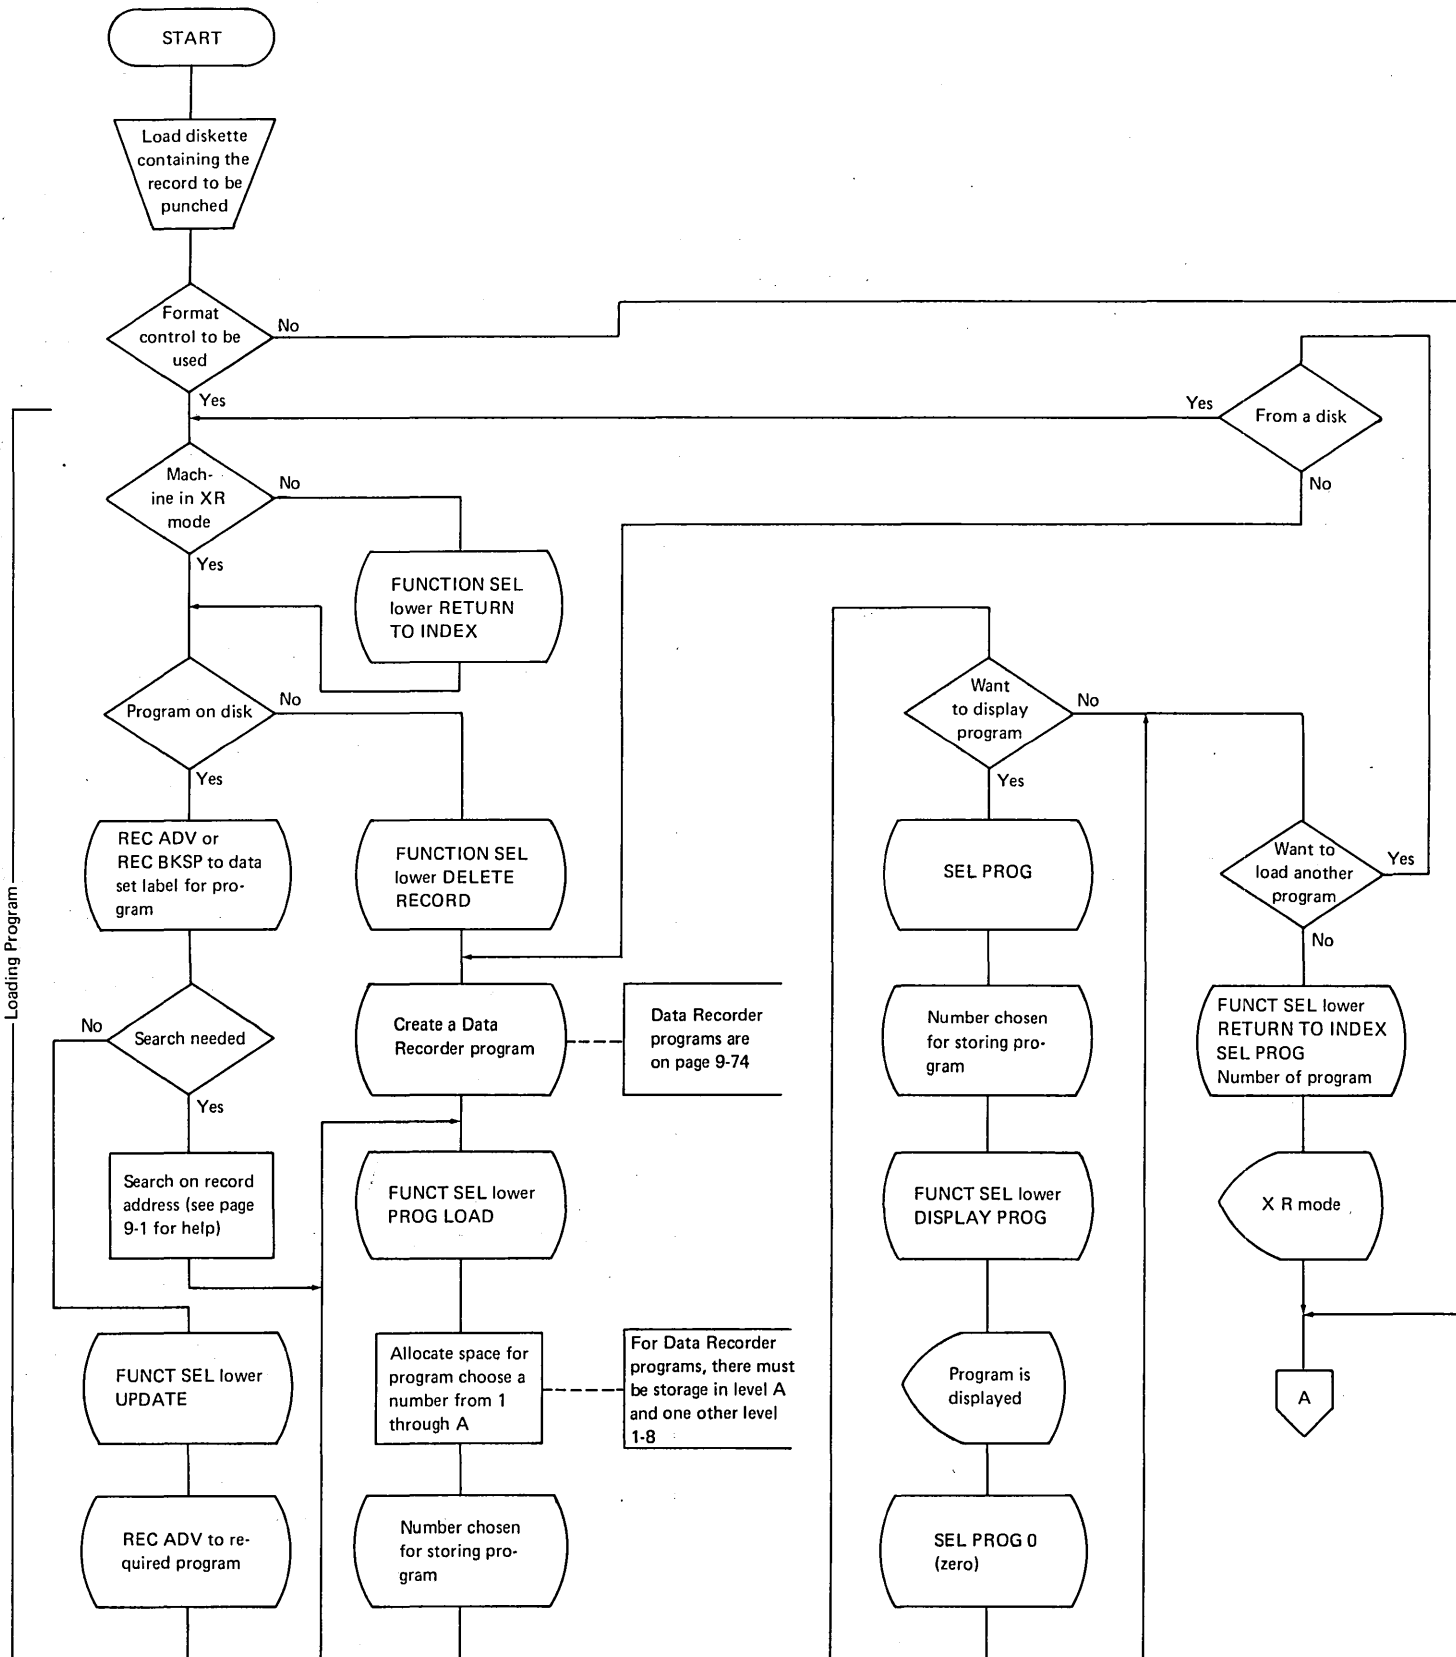 START
Load diskette
containing the
record to be
punched
Format
control to be
used
No
Yes
Yes
From a disk
No
Mach-
ine in XR
mode
No
Yes
FUNCTION SEL
lower RETURN
TO INDEX
Program on disk
No
Yes
Want
to display
program
No
Yes
REC ADV or
REC BKSP to data
set label for pro-
gram
FUNCTION SEL
lower DELETE
RECORD
SEL PROG
Want to
load another
program
Yes
No
Loading Program
Search needed
No
Yes
Create a Data
Recorder program
Data Recorder
programs are
on page 9-74
Number chosen
for storing pro-
gram
FUNCT SEL lower
RETURN TO INDEX
SEL PROG
Number of program
Search on record
address (see page
9-1 for help)
FUNCT SEL lower
PROG LOAD
FUNCT SEL lower
DISPLAY PROG
X R mode
FUNCT SEL lower
UPDATE
Allocate space for
program choose a
number from 1
through A
For Data Recorder
programs, there must
be storage in level A
and one other level
1-8
Program is
displayed
A
REC ADV to re-
quired program
Number chosen
for storing pro-
gram
SEL PROG 0
(zero)